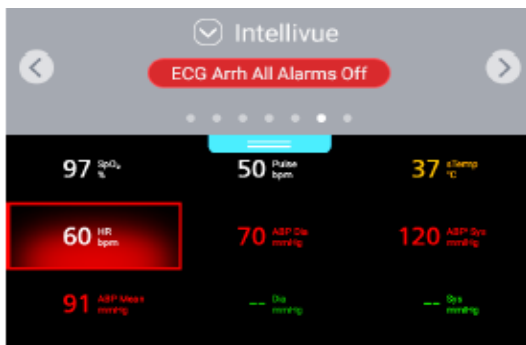 Intellivue
ECG Arrh All Alarms Off
97 SpO₂ %
50 Pulse bpm
37 sTemp °C
60 HR bpm
70 ABP Dia mmHg
120 ABP Sys mmHg
91 ABP Mean mmHg
-- Dia mmHg
-- Sys mmHg